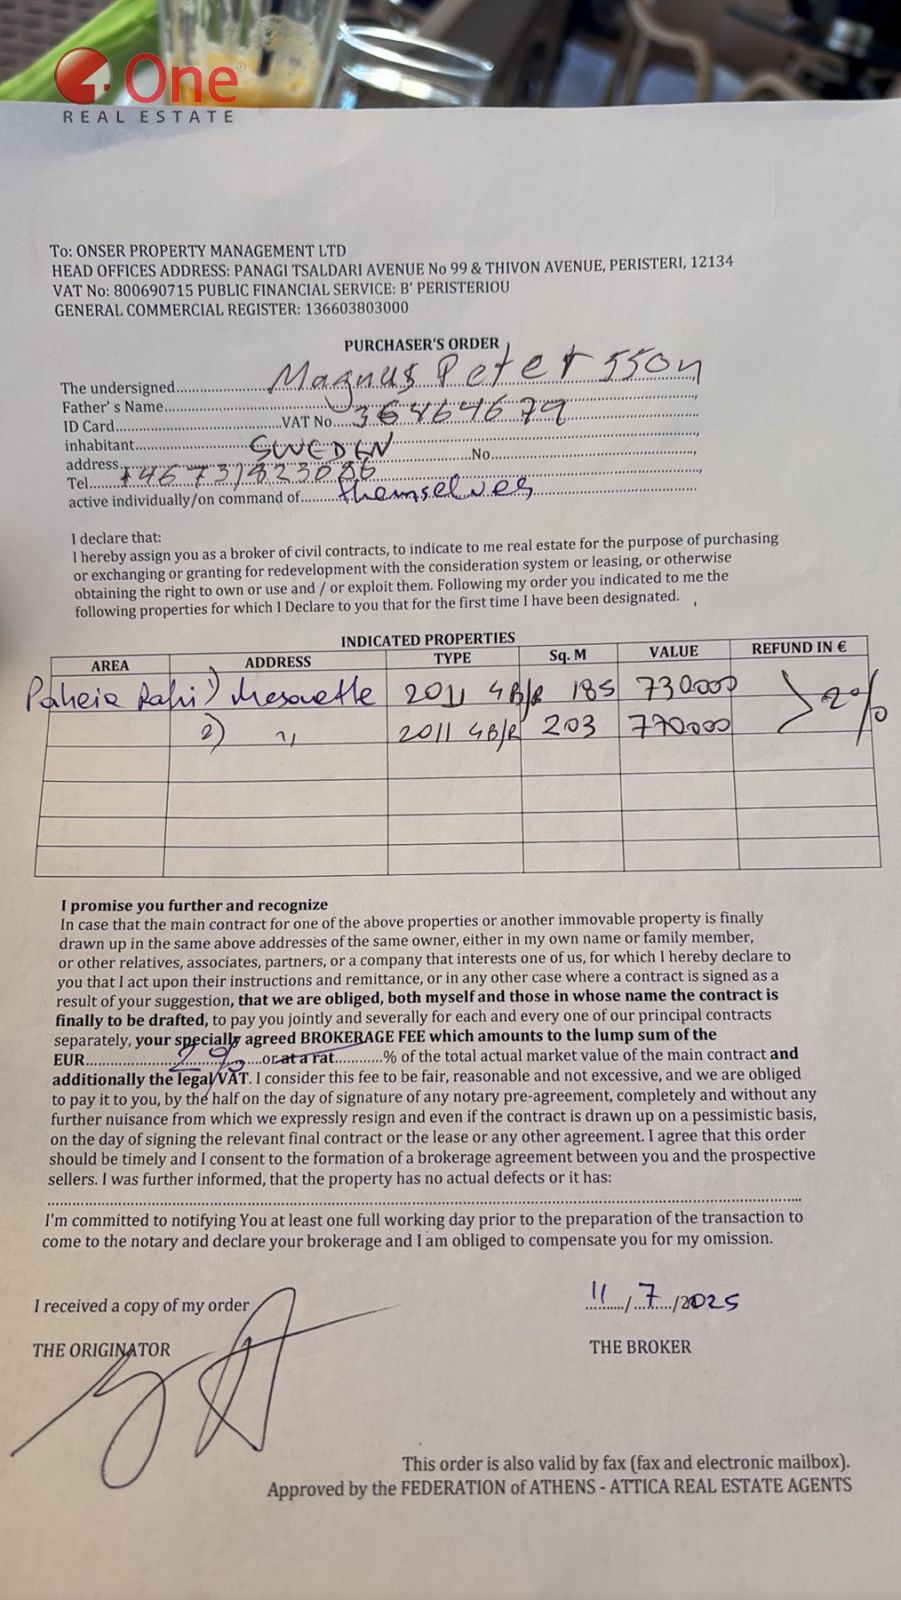 One
REAL ESTATE
To: ONSER PROPERTY MANAGEMENT LTD
HEAD OFFICES ADDRESS: PANAGI TSALDARI AVENUE No 99 & THIVON AVENUE, PERISTERI, 12134
VAT No: 800690715 PUBLIC FINANCIAL SERVICE: B' PERISTERIOU
GENERAL COMMERCIAL REGISTER: 136603803000
PURCHASER'S ORDER
The undersigned Magnus Petersson
Father' s Name
ID Card VAT No 36464679
inhabitant SWEDEN
address No
Tel +46731823086
active individually/on command of themselves
I declare that:
I hereby assign you as a broker of civil contracts, to indicate to me real estate for the purpose of purchasing
or exchanging or granting for redevelopment with the consideration system or leasing, or otherwise
obtaining the right to own or use and / or exploit them. Following my order you indicated to me the
following properties for which I Declare to you that for the first time I have been designated.
INDICATED PROPERTIES
AREA ADDRESS TYPE Sq. M VALUE REFUND IN €
2011 4B/R 185 730000 2%
2) 〃 2011 4B/R 203 770000
I promise you further and recognize
In case that the main contract for one of the above properties or another immovable property is finally
drawn up in the same above addresses of the same owner, either in my own name or family member,
or other relatives, associates, partners, or a company that interests one of us, for which I hereby declare to
you that I act upon their instructions and remittance, or in any other case where a contract is signed as a
result of your suggestion, that we are obliged, both myself and those in whose name the contract is
finally to be drafted, to pay you jointly and severally for each and every one of our principal contracts
separately, your specially agreed BROKERAGE FEE which amounts to the lump sum of the
EUR 2% or at a rat % of the total actual market value of the main contract and
additionally the legal VAT. I consider this fee to be fair, reasonable and not excessive, and we are obliged
to pay it to you, by the half on the day of signature of any notary pre-agreement, completely and without any
further nuisance from which we expressly resign and even if the contract is drawn up on a pessimistic basis,
on the day of signing the relevant final contract or the lease or any other agreement. I agree that this order
should be timely and I consent to the formation of a brokerage agreement between you and the prospective
sellers. I was further informed, that the property has no actual defects or it has:
I'm committed to notifying You at least one full working day prior to the preparation of the transaction to
come to the notary and declare your brokerage and I am obliged to compensate you for my omission.
I received a copy of my order 11/7/2025
THE ORIGINATOR THE BROKER
This order is also valid by fax (fax and electronic mailbox).
Approved by the FEDERATION of ATHENS - ATTICA REAL ESTATE AGENTS